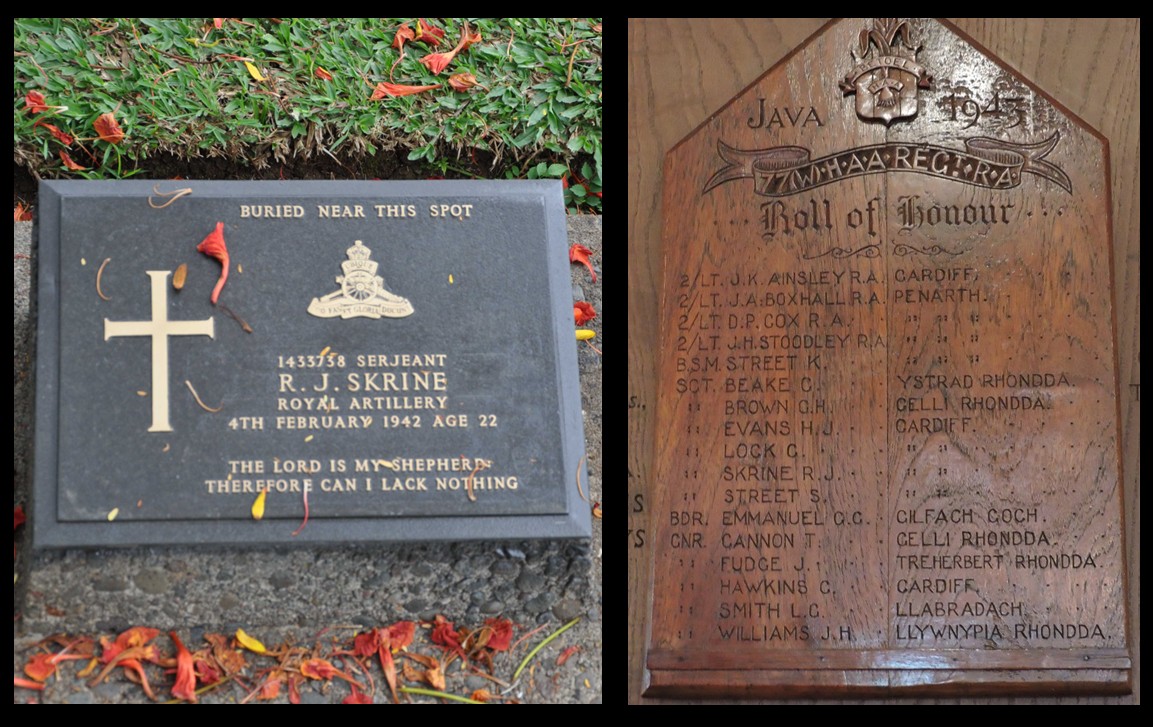 BURIED NEAR THIS SPOT
1433738 SERJEANT
R. J. SKRINE
ROYAL ARTILLERY
4TH FEBRUARY 1942 AGE 22
THE LORD IS MY SHEPHERD:
THEREFORE CAN I LACK NOTHING
JAVA 1943
77(W)·H·A·A·REGT·R·A·
Roll of Honour
2/LT. J.K. AINSLEY R.A. CARDIFF.
2/LT. J.A. BOXHALL R.A. PENARTH.
2/LT. D.P. COX R.A. " "
2/LT. J.H. STOODLEY R.A. " "
B.S.M. STREET K. " "
SGT. BEAKE C. YSTRAD RHONDDA.
" BROWN G.H. GELLI RHONDDA.
" EVANS H.J. CARDIFF.
" LOCK C. " "
" SKRINE R.J. " "
" STREET S. " "
BDR. EMMANUEL G.G. GILFACH GOCH.
GNR. CANNON T. GELLI RHONDDA.
" FUDGE J. TREHERBERT RHONDDA.
" HAWKINS C. CARDIFF.
" SMITH L.C. LLABRADACH.
" WILLIAMS J.H. LLYWNYPIA RHONDDA.